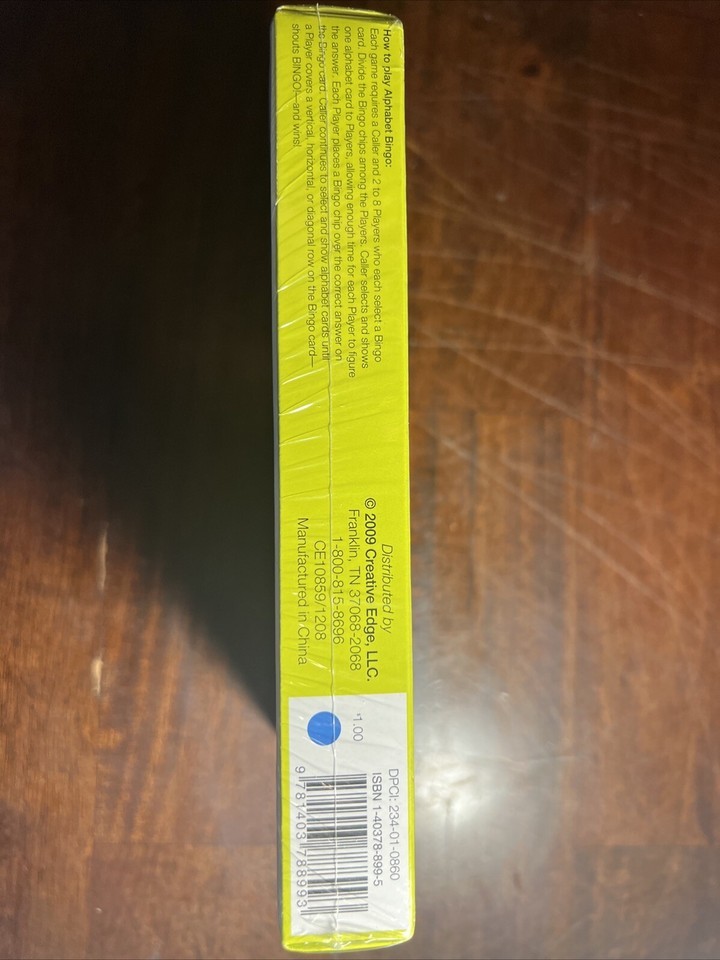 How to play Alphabet Bingo:
Each game requires a Caller and 2 to 8 Players who each select a Bingo
card. Divide the Bingo chips among the Players. Caller selects and shows
one alphabet card to Players, allowing enough time for each Player to figure
the answer. Each Player places a Bingo chip over the correct answer on
the Bingo card. Caller continues to select and show alphabet cards until
a Player covers a vertical, horizontal, or diagonal row on the Bingo card—
shouts BINGO!—and wins!
Distributed by
© 2009 Creative Edge, LLC.
Franklin, TN 37068-2068
1-800-815-8696
CE10859/1208
Manufactured in China
$1.00
DPCI: 234-01-0860
ISBN 1-40378-899-5
9 781403 788993